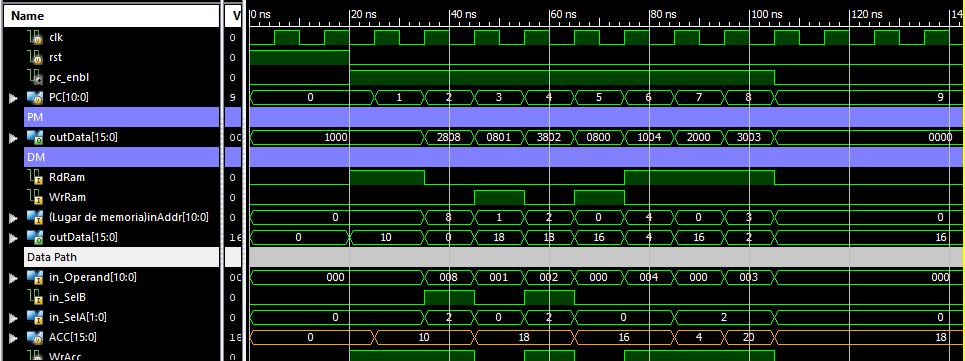 Name V 0 ns 20 ns 40 ns 60 ns 80 ns 100 ns 120 ns 14
clk 0
rst 0
pc_enbl 0
PC[10:0] 9 0 1 2 3 4 5 6 7 8 9
PM
outData[15:0] 00 1000 2808 0801 3802 0800 1004 2000 3003 0000
DM
RdRam 0
WrRam 0
(Lugar de memoria)inAddr[10:0] 0 0 8 1 2 0 4 0 3 0
outData[15:0] 16 0 10 0 18 18 16 4 16 2 16
Data Path
in_Operand[10:0] 00 000 008 001 002 000 004 000 003 000
in_SelB 0
in_SelA[1:0] 0 0 2 0 2 0 2 0
ACC[15:0] 18 0 10 18 16 4 20 18
WrAcc 0